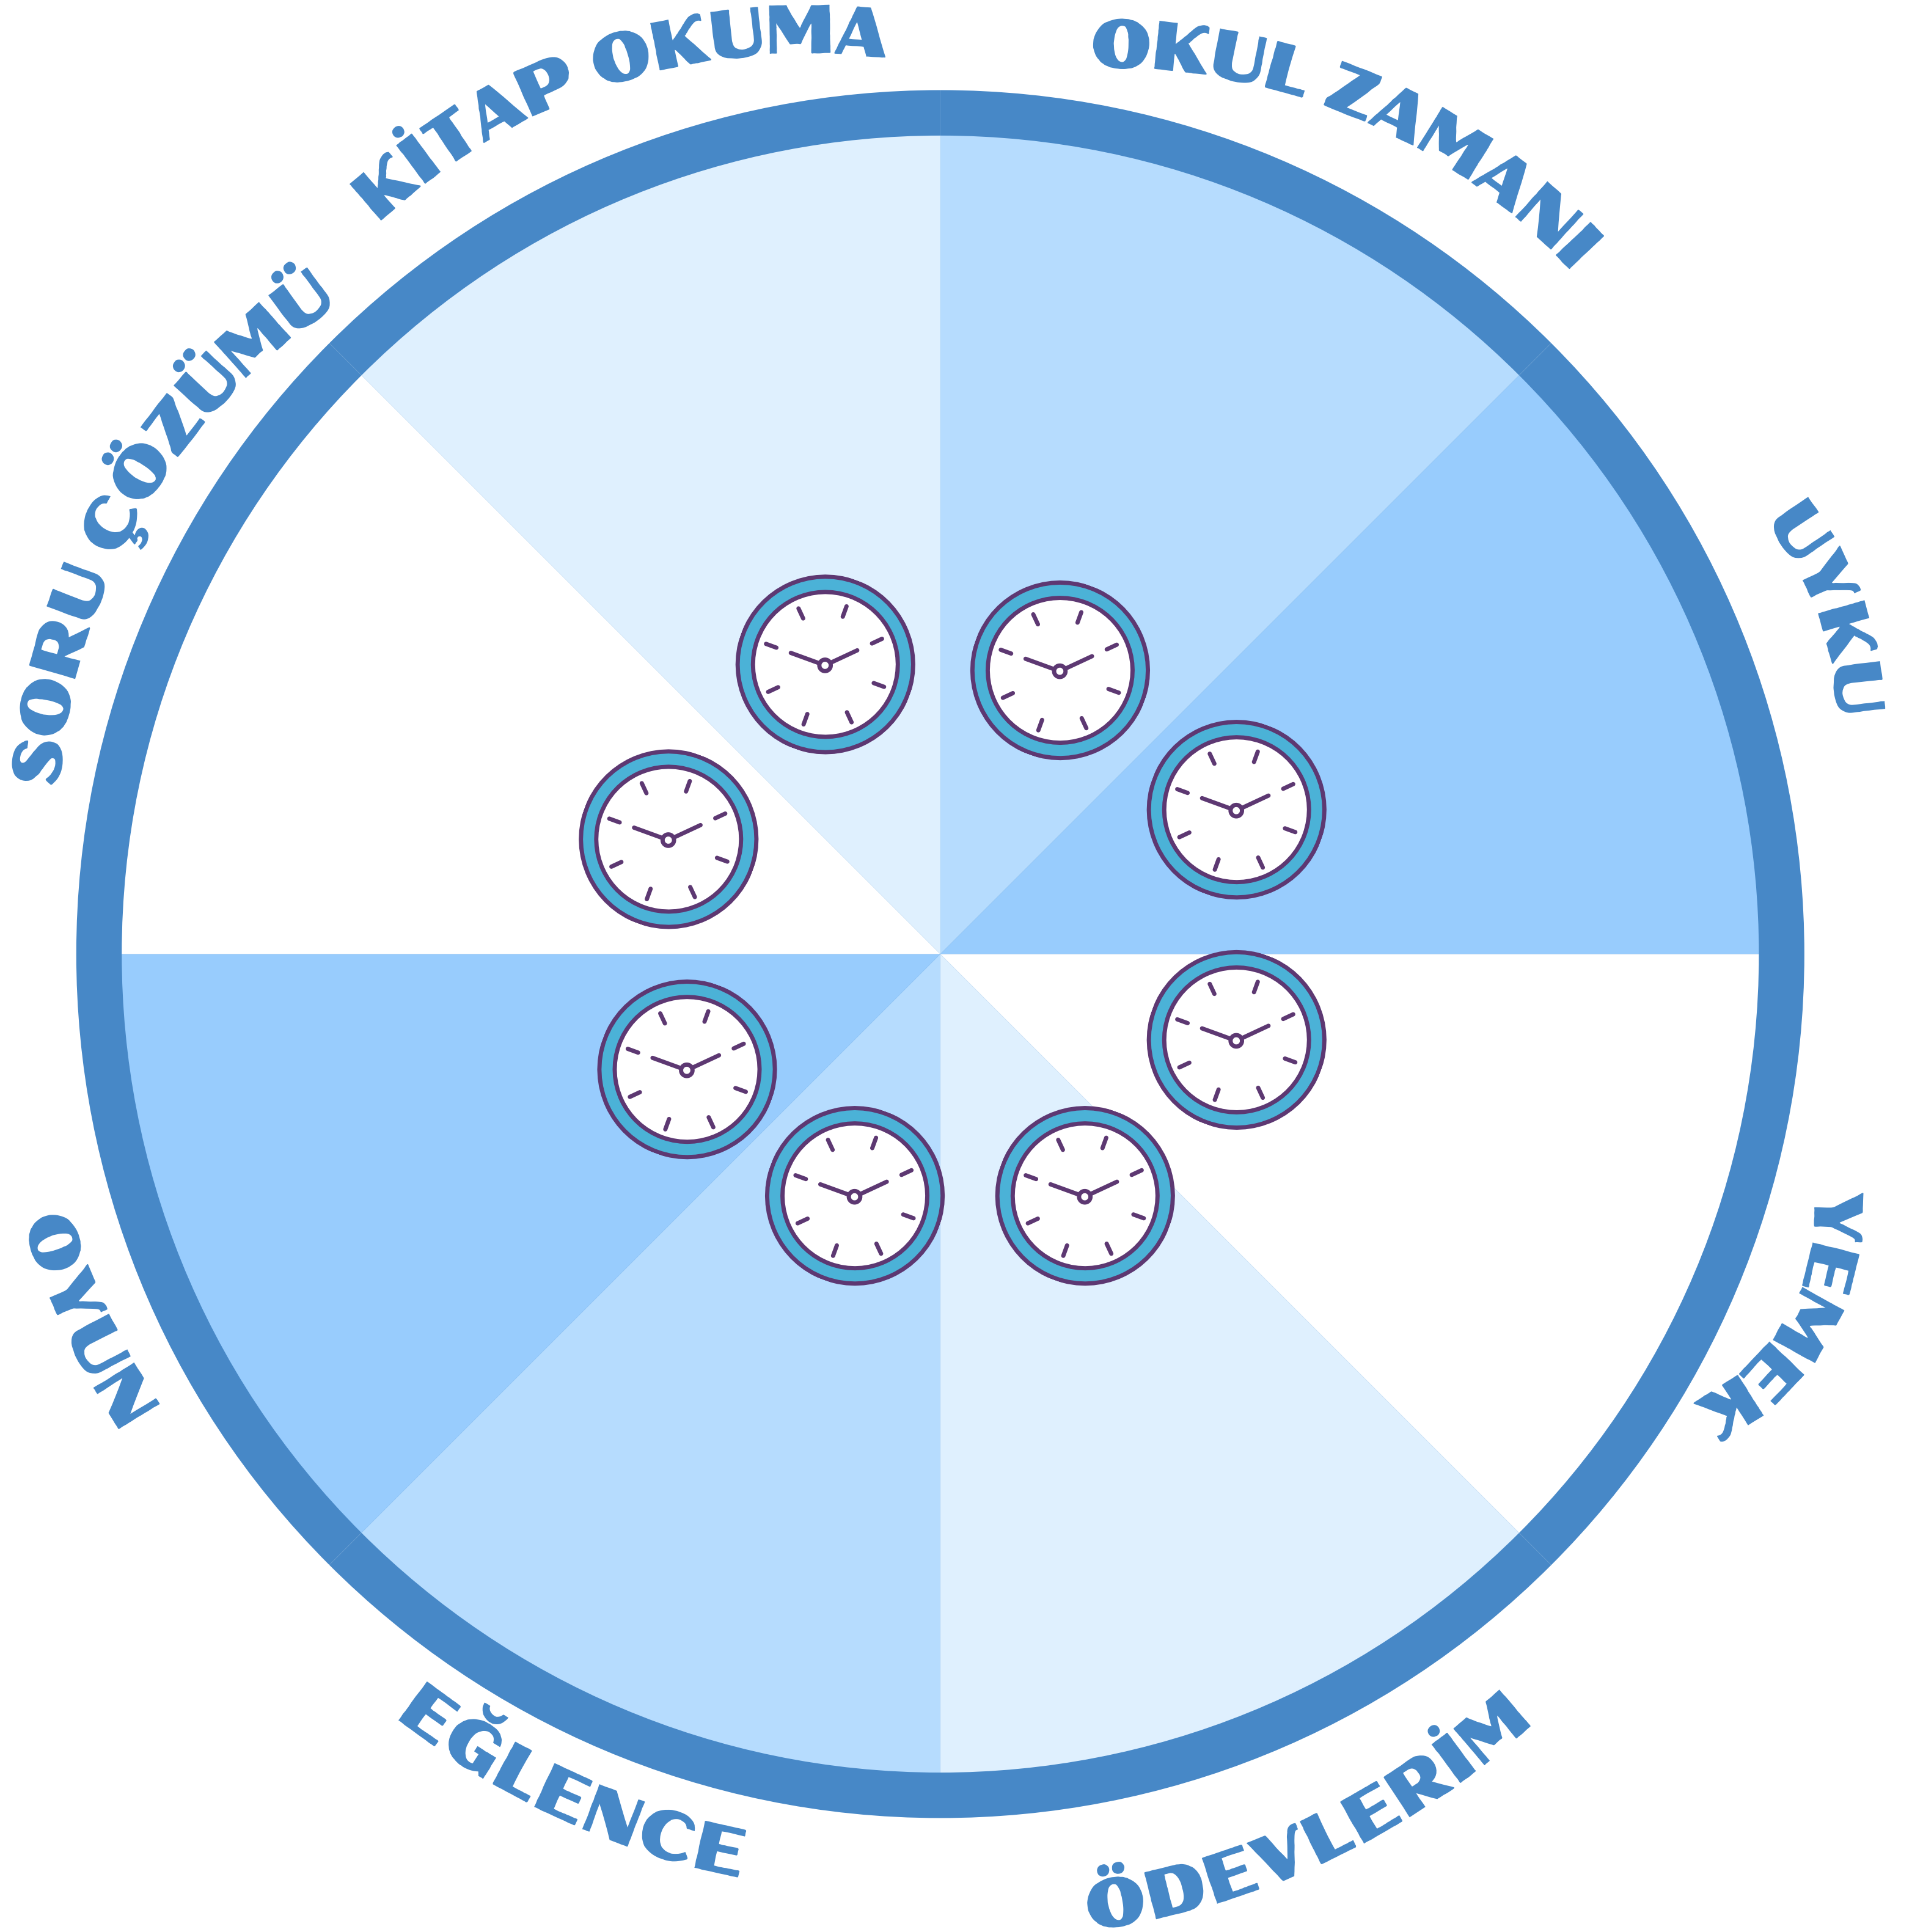 KİTAP OKUMA
OKUL ZAMANI
UYKU
YEMEK
ÖDEVLERİM
EĞLENCE
OYUN
SORU ÇÖZÜMÜ